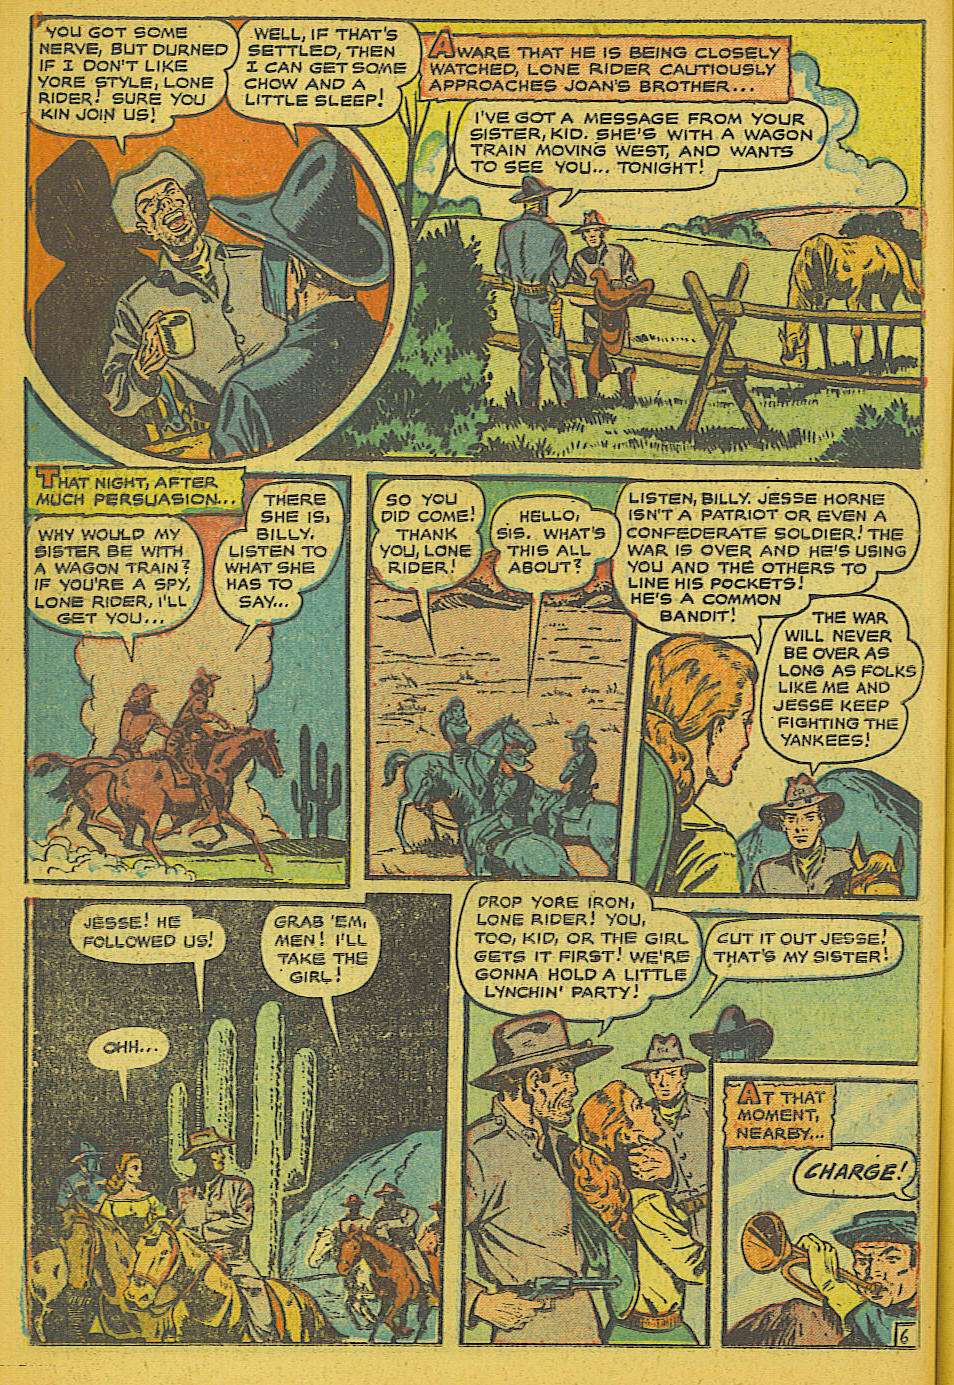 YOU GOT SOME
NERVE, BUT DURNED
IF I DON'T LIKE
YORE STYLE, LONE
RIDER! SURE YOU
KIN JOIN US!
WELL, IF THAT'S
SETTLED, THEN
I CAN GET SOME
CHOW AND A
LITTLE SLEEP!
AWARE THAT HE IS BEING CLOSELY
WATCHED, LONE RIDER CAUTIOUSLY
APPROACHES JOAN'S BROTHER...
I'VE GOT A MESSAGE FROM YOUR
SISTER, KID. SHE'S WITH A WAGON
TRAIN MOVING WEST, AND WANTS
TO SEE YOU... TONIGHT!
THAT NIGHT, AFTER
MUCH PERSUASION...
WHY WOULD MY
SISTER BE WITH
A WAGON TRAIN?
IF YOU'RE A SPY,
LONE RIDER, I'LL
GET YOU...
THERE
SHE IS,
BILLY.
LISTEN TO
WHAT SHE
HAS TO
SAY...
SO YOU
DID COME!
THANK
YOU, LONE
RIDER!
HELLO,
SIS. WHAT'S
THIS ALL
ABOUT?
LISTEN, BILLY. JESSE HORNE
ISN'T A PATRIOT OR EVEN A
CONFEDERATE SOLDIER! THE
WAR IS OVER AND HE'S USING
YOU AND THE OTHERS TO
LINE HIS POCKETS!
HE'S A COMMON
BANDIT!
THE WAR
WILL NEVER
BE OVER AS
LONG AS FOLKS
LIKE ME AND
JESSE KEEP
FIGHTING THE
YANKEES!
JESSE! HE
FOLLOWED US!
GRAB 'EM,
MEN! I'LL
TAKE THE
GIRL!
OHH...
DROP YORE IRON,
LONE RIDER! YOU,
TOO, KID, OR THE GIRL
GETS IT FIRST! WE'RE
GONNA HOLD A LITTLE
LYNCHIN' PARTY!
CUT IT OUT JESSE!
THAT'S MY SISTER!
AT THAT
MOMENT,
NEARBY...
CHARGE!
6